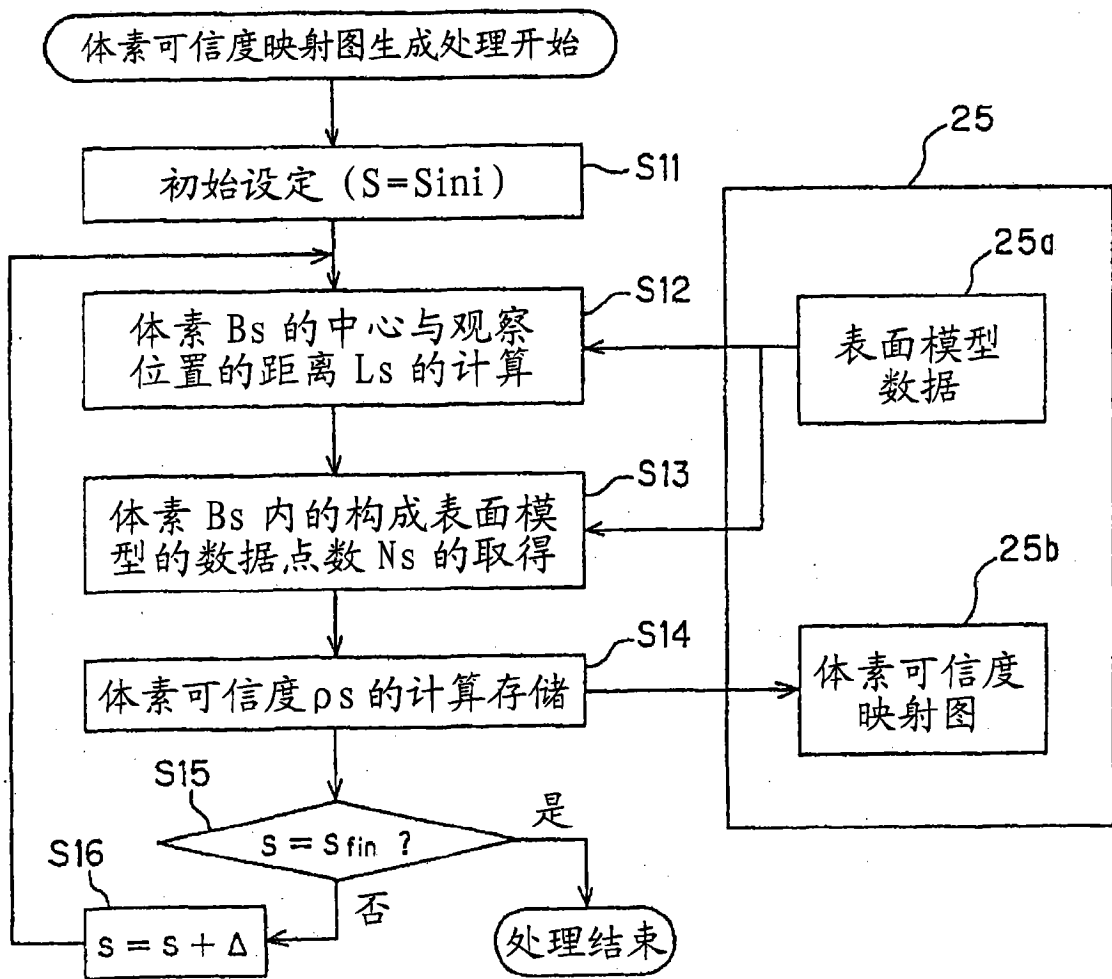 体素可信度映射图生成处理开始
25
初始设定 (S=Sini)
S11
25a
体素 Bs 的中心与观察
位置的距离 Ls 的计算
S12
表面模型
数据
体素 Bs 内的构成表面模
型的数据点数 Ns 的取得
S13
25b
体素可信度ρs的计算存储
S14
体素可信度
映射图
S15
s = s fin ?
是
S16
否
s = s + Δ
处理结束